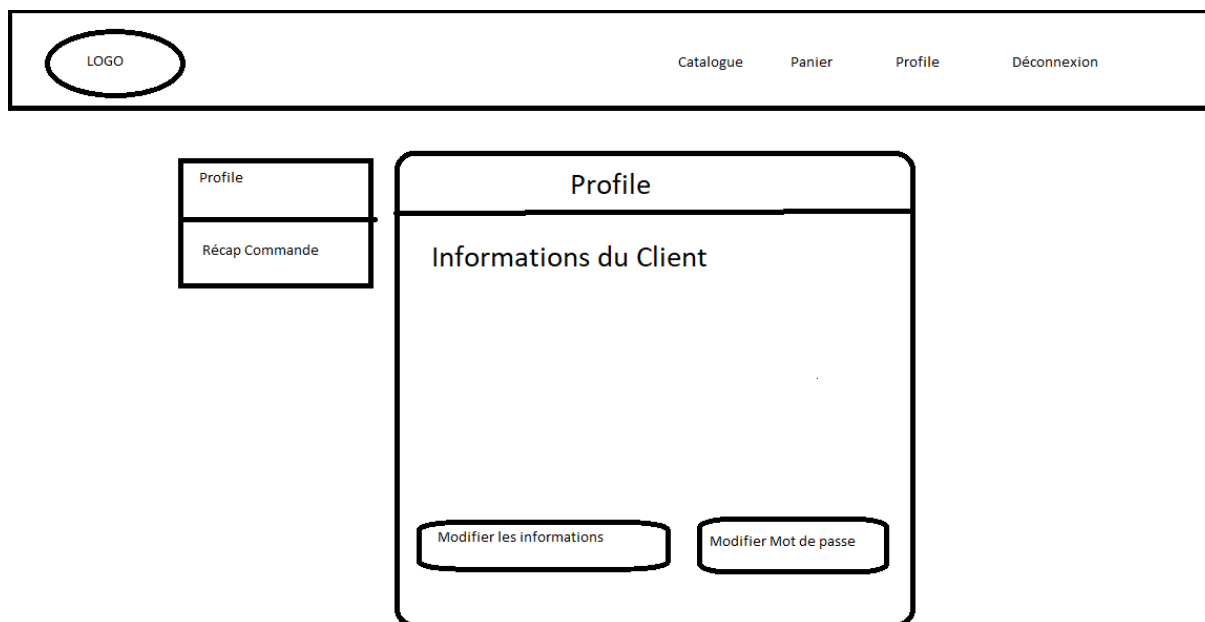 LOGO
Catalogue Panier Profile Déconnexion
Profile
Récap Commande
Profile
Informations du Client
Modifier les informations
Modifier Mot de passe